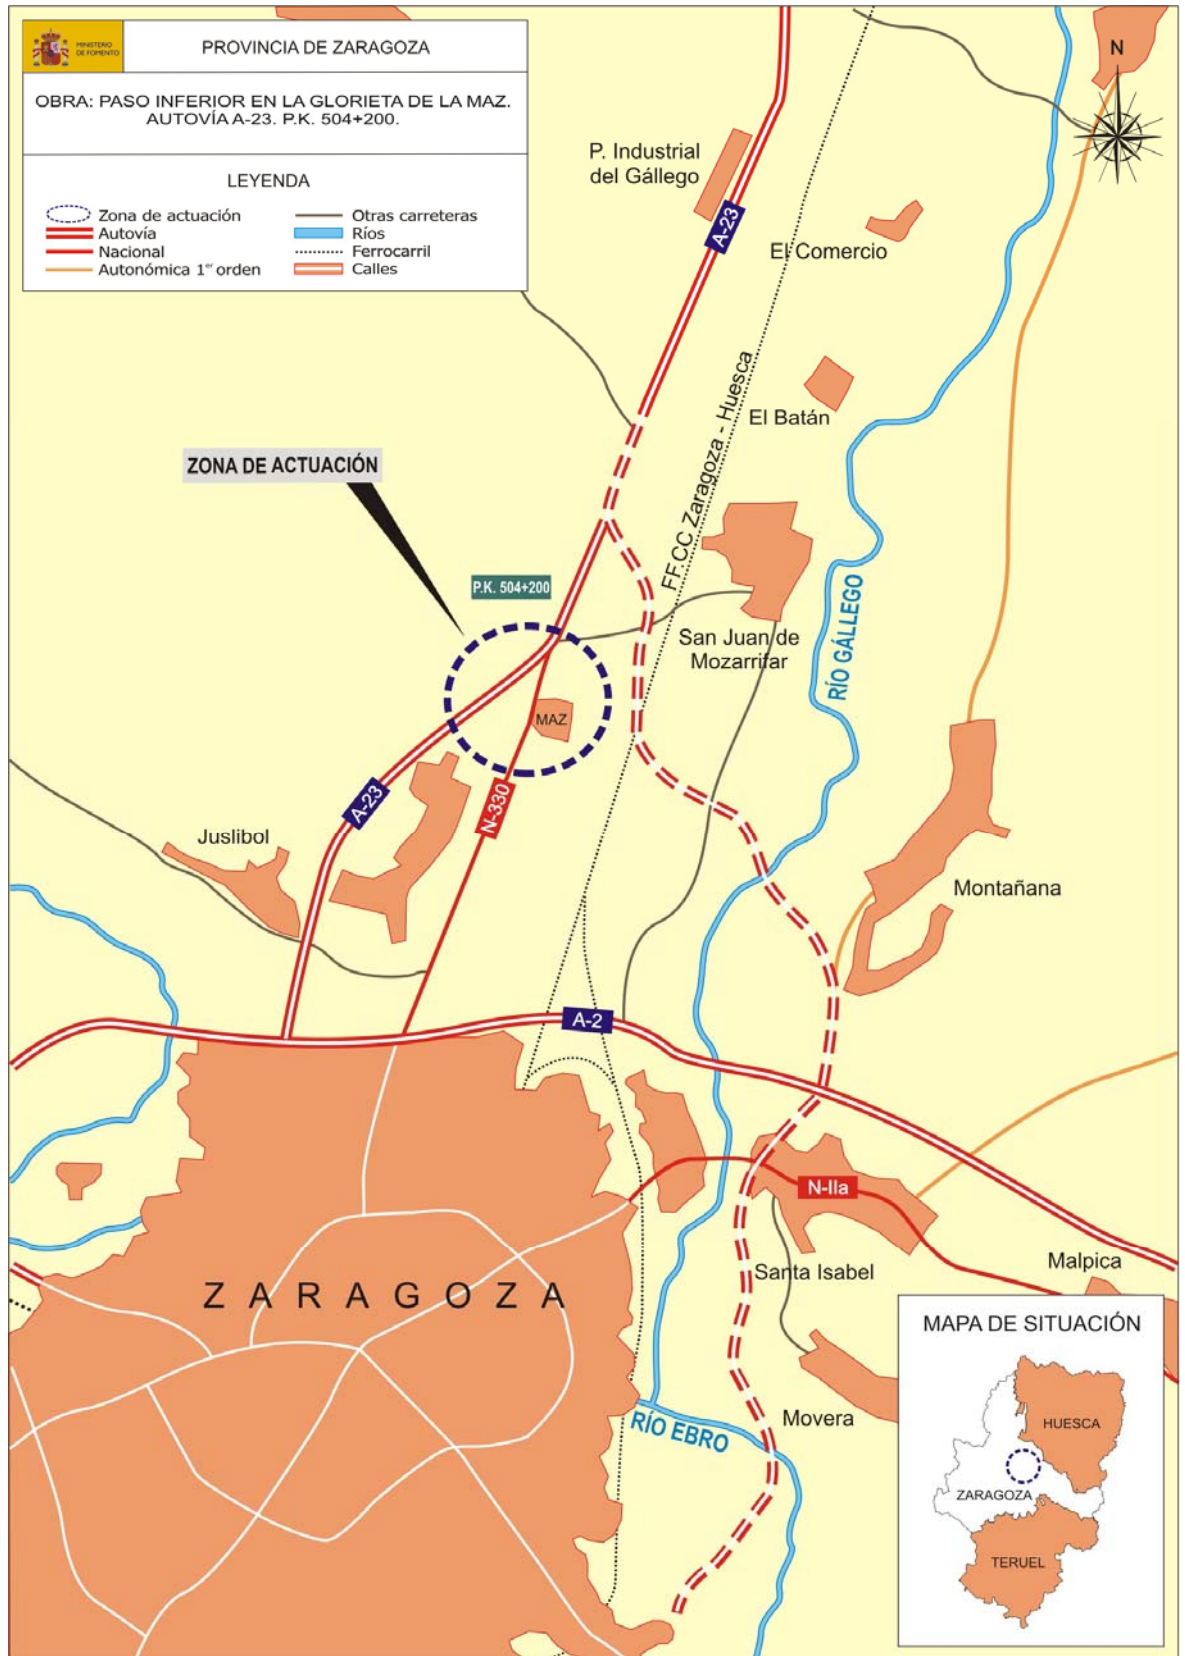 MINISTERIO
DE FOMENTO
PROVINCIA DE ZARAGOZA
OBRA: PASO INFERIOR EN LA GLORIETA DE LA MAZ.
AUTOVÍA A-23. P.K. 504+200.
LEYENDA
Zona de actuación
Autovía
Nacional
Autonómica 1er orden
Otras carreteras
Ríos
Ferrocarril
Calles
N
P. Industrial
del Gállego
A-23
El Comercio
FF.CC Zaragoza - Huesca
El Batán
ZONA DE ACTUACIÓN
P.K. 504+200
San Juan de
Mozarrifar
RÍO GÁLLEGO
MAZ
A-23
N-330
Juslibol
Montañana
A-2
N-IIa
Santa Isabel
Malpica
ZARAGOZA
Movera
RÍO EBRO
MAPA DE SITUACIÓN
HUESCA
ZARAGOZA
TERUEL